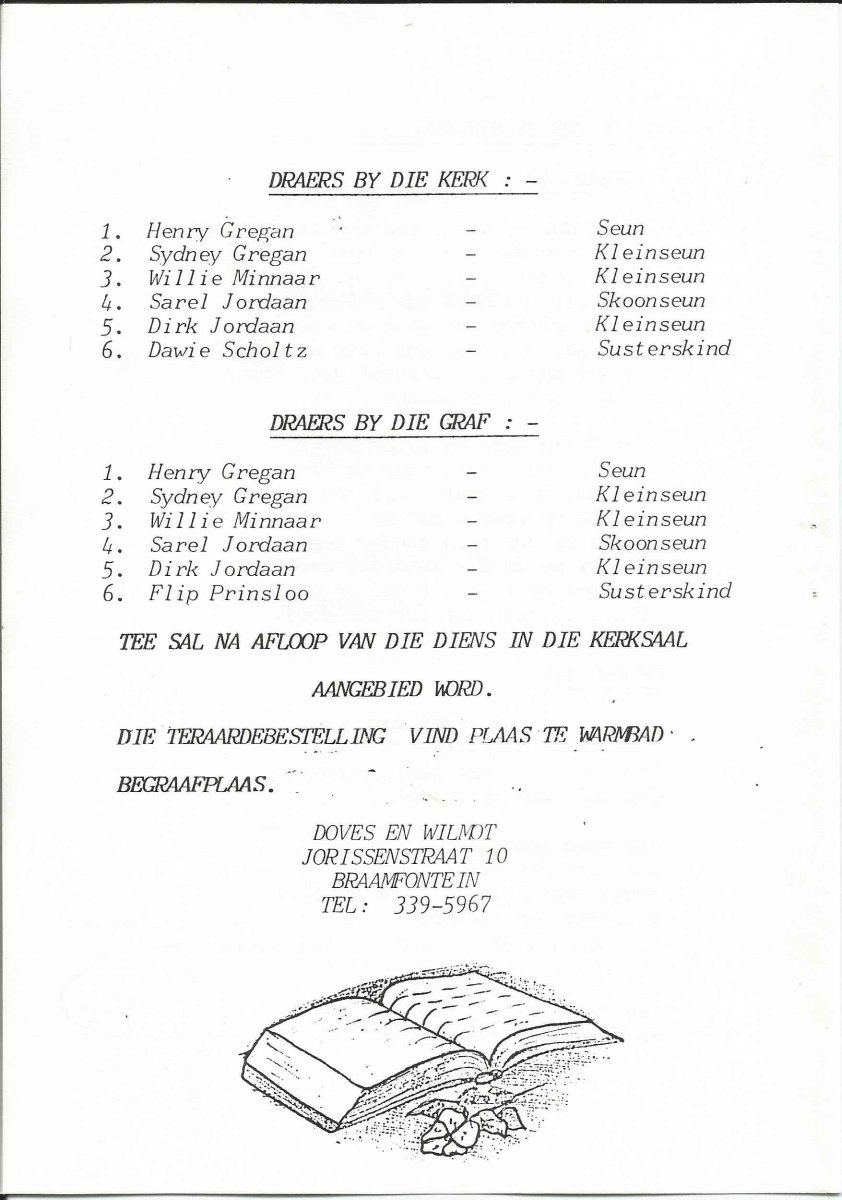 DRAERS BY DIE KERK : -
1. Henry Gregan - Seun
2. Sydney Gregan - Kleinseun
3. Willie Minnaar - Kleinseun
4. Sarel Jordaan - Skoonseun
5. Dirk Jordaan - Kleinseun
6. Dawie Scholtz - Susterskind
DRAERS BY DIE GRAF : -
1. Henry Gregan - Seun
2. Sydney Gregan - Kleinseun
3. Willie Minnaar - Kleinseun
4. Sarel Jordaan - Skoonseun
5. Dirk Jordaan - Kleinseun
6. Flip Prinsloo - Susterskind
TEE SAL NA AFLOOP VAN DIE DIENS IN DIE KERKSAAL
AANGEBIED WORD.
DIE TERAARDEBESTELLING VIND PLAAS TE WARMBAD
BEGRAAFPLAAS.
DOVES EN WILMOT
JORISSENSTRAAT 10
BRAAMFONTEIN
TEL: 339-5967